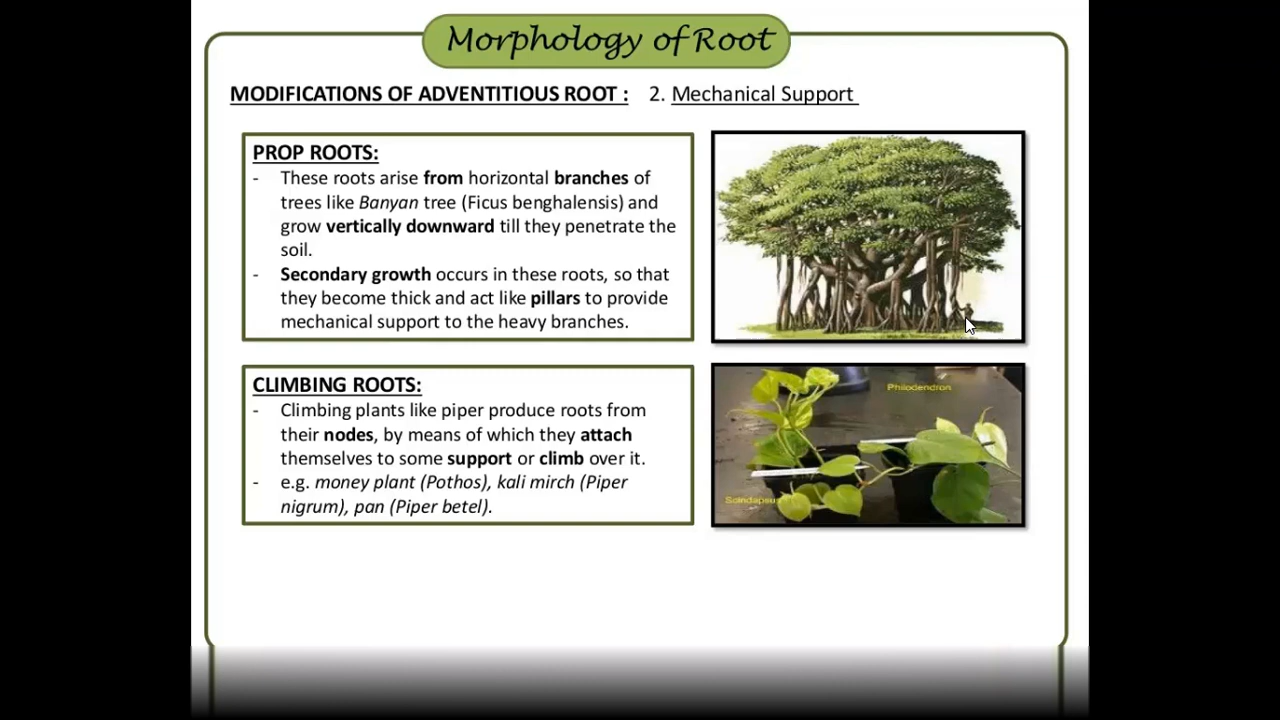 Morphology of Root
MODIFICATIONS OF ADVENTITIOUS ROOT : 2. Mechanical Support
PROP ROOTS:
- These roots arise from horizontal branches of
trees like Banyan tree (Ficus benghalensis) and
grow vertically downward till they penetrate the
soil.
- Secondary growth occurs in these roots, so that
they become thick and act like pillars to provide
mechanical support to the heavy branches.
CLIMBING ROOTS:
- Climbing plants like piper produce roots from
their nodes, by means of which they attach
themselves to some support or climb over it.
- e.g. money plant (Pothos), kali mirch (Piper
nigrum), pan (Piper betel).
Philodendron
Scindapsus